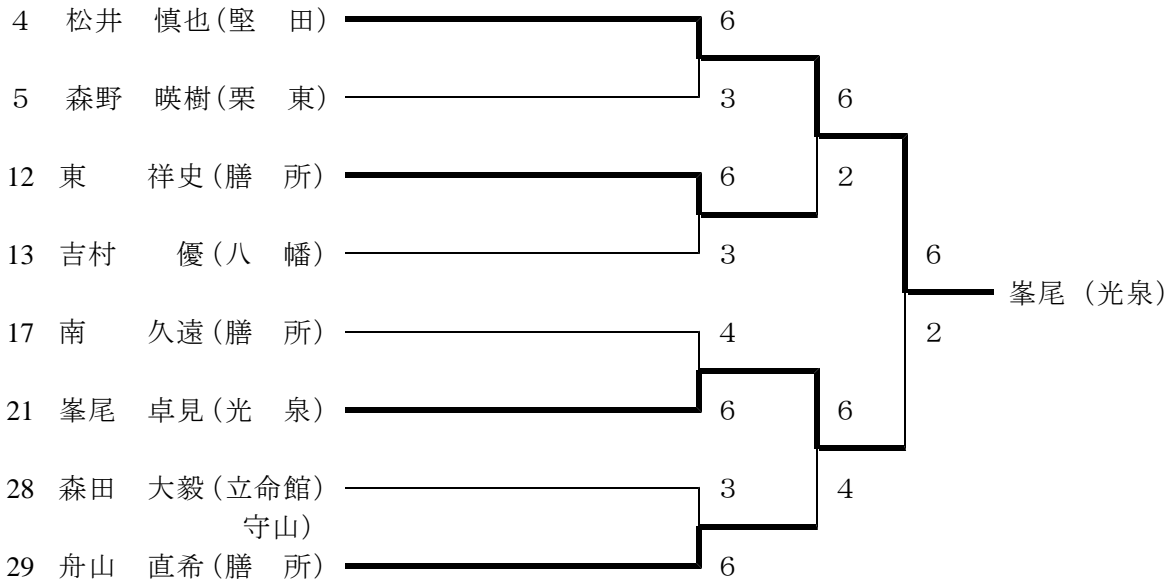 4 松井 慎也(堅 田) 6
5 森野 暎樹(栗 東) 3 6
12 東 祥史(膳 所) 6 2
13 吉村 優(八 幡) 3 6
峯尾 (光泉)
17 南 久遠(膳 所) 4 2
21 峯尾 卓見(光 泉) 6 6
28 森田 大毅(立命館) 3 4
守山)
29 舟山 直希(膳 所) 6